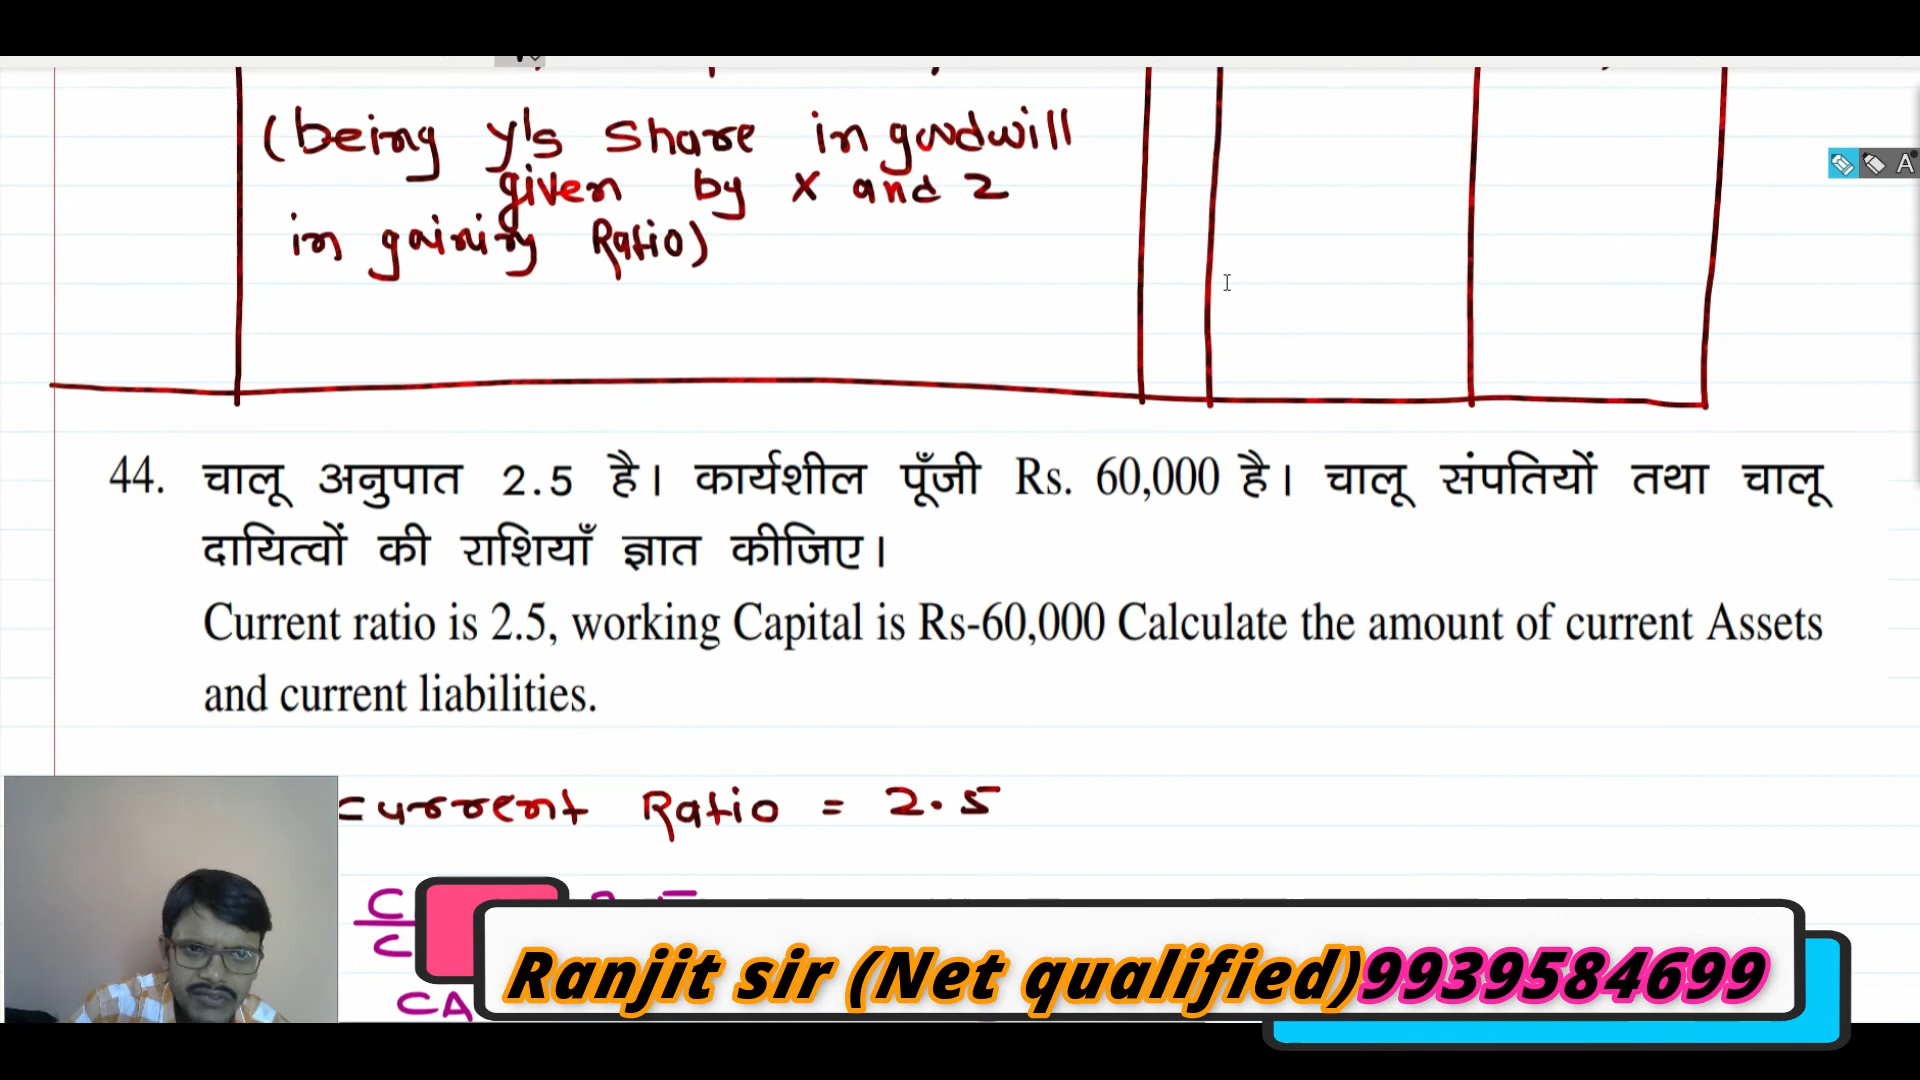 (being y's share in goodwill
given by x and z
in gaining Ratio)
44. चालू अनुपात 2.5 है। कार्यशील पूँजी Rs. 60,000 है। चालू संपतियों तथा चालू
दायित्वों की राशियाँ ज्ञात कीजिए।
Current ratio is 2.5, working Capital is Rs-60,000 Calculate the amount of current Assets
and current liabilities.
Current Ratio = 2.5
CA
Ranjit sir (Net qualified)9939584699
A